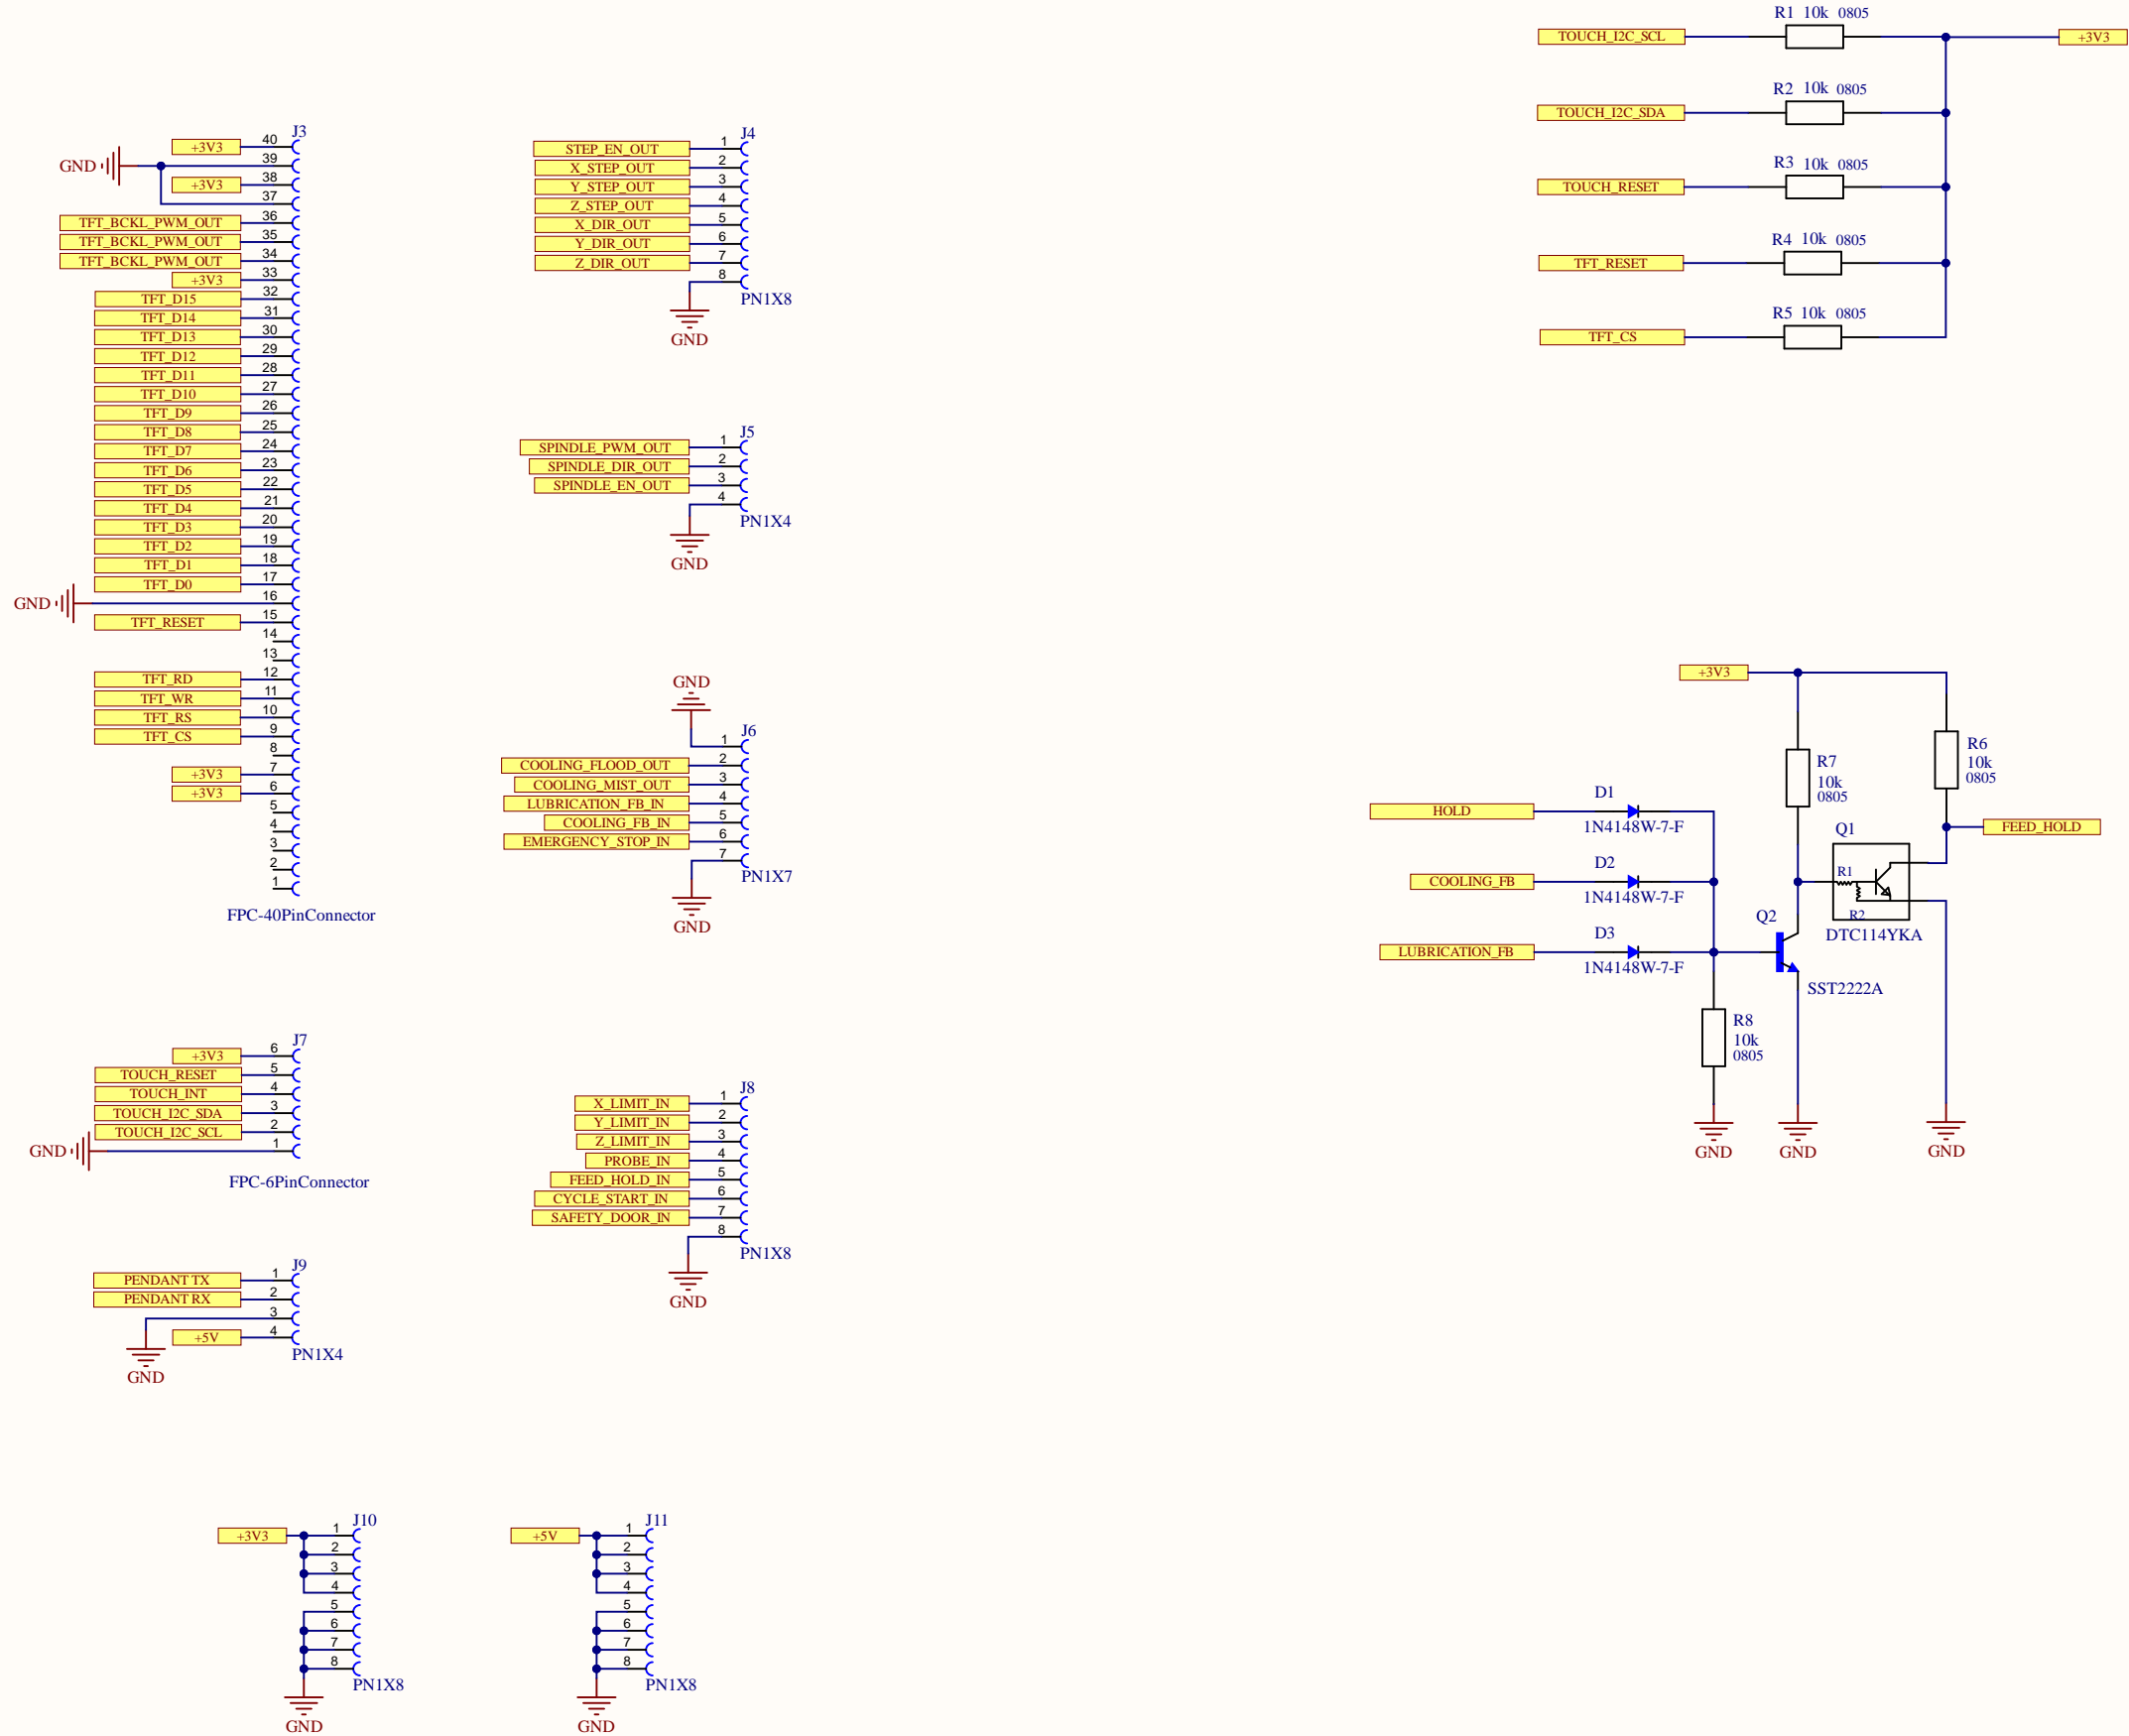 J3
+3V3 40
GND 39
+3V3 38
37
TFT_BCKL_PWM_OUT 36
TFT_BCKL_PWM_OUT 35
TFT_BCKL_PWM_OUT 34
+3V3 33
TFT_D15 32
TFT_D14 31
TFT_D13 30
TFT_D12 29
TFT_D11 28
TFT_D10 27
TFT_D9 26
TFT_D8 25
TFT_D7 24
TFT_D6 23
TFT_D5 22
TFT_D4 21
TFT_D3 20
TFT_D2 19
TFT_D1 18
TFT_D0 17
GND 16
TFT_RESET 15
14
13
TFT_RD 12
TFT_WR 11
TFT_RS 10
TFT_CS 9
8
+3V3 7
+3V3 6
5
4
3
2
1
FPC-40PinConnector
J7
+3V3 6
TOUCH_RESET 5
TOUCH_INT 4
TOUCH_I2C_SDA 3
TOUCH_I2C_SCL 2
GND 1
FPC-6PinConnector
J9
PENDANT TX 1
PENDANT RX 2
3
+5V 4
PN1X4
GND
J10
+3V3 1
2
3
4
5
6
7
8
PN1X8
GND
J4
STEP_EN_OUT 1
X_STEP_OUT 2
Y_STEP_OUT 3
Z_STEP_OUT 4
X_DIR_OUT 5
Y_DIR_OUT 6
Z_DIR_OUT 7
8
PN1X8
GND
J5
SPINDLE_PWM_OUT 1
SPINDLE_DIR_OUT 2
SPINDLE_EN_OUT 3
4
PN1X4
GND
GND
J6
1
COOLING_FLOOD_OUT 2
COOLING_MIST_OUT 3
LUBRICATION_FB_IN 4
COOLING_FB_IN 5
EMERGENCY_STOP_IN 6
7
PN1X7
GND
J8
X_LIMIT_IN 1
Y_LIMIT_IN 2
Z_LIMIT_IN 3
PROBE_IN 4
FEED_HOLD_IN 5
CYCLE_START_IN 6
SAFETY_DOOR_IN 7
8
PN1X8
GND
J11
+5V 1
2
3
4
5
6
7
8
PN1X8
GND
R1 10k 0805
TOUCH_I2C_SCL
+3V3
R2 10k 0805
TOUCH_I2C_SDA
R3 10k 0805
TOUCH_RESET
R4 10k 0805
TFT_RESET
R5 10k 0805
TFT_CS
+3V3
R6
10k
0805
R7
10k
0805
D1
HOLD
1N4148W-7-F
Q1
FEED_HOLD
D2
COOLING_FB
1N4148W-7-F
R1
R2
DTC114YKA
Q2
D3
LUBRICATION_FB
1N4148W-7-F
SST2222A
R8
10k
0805
GND
GND
GND